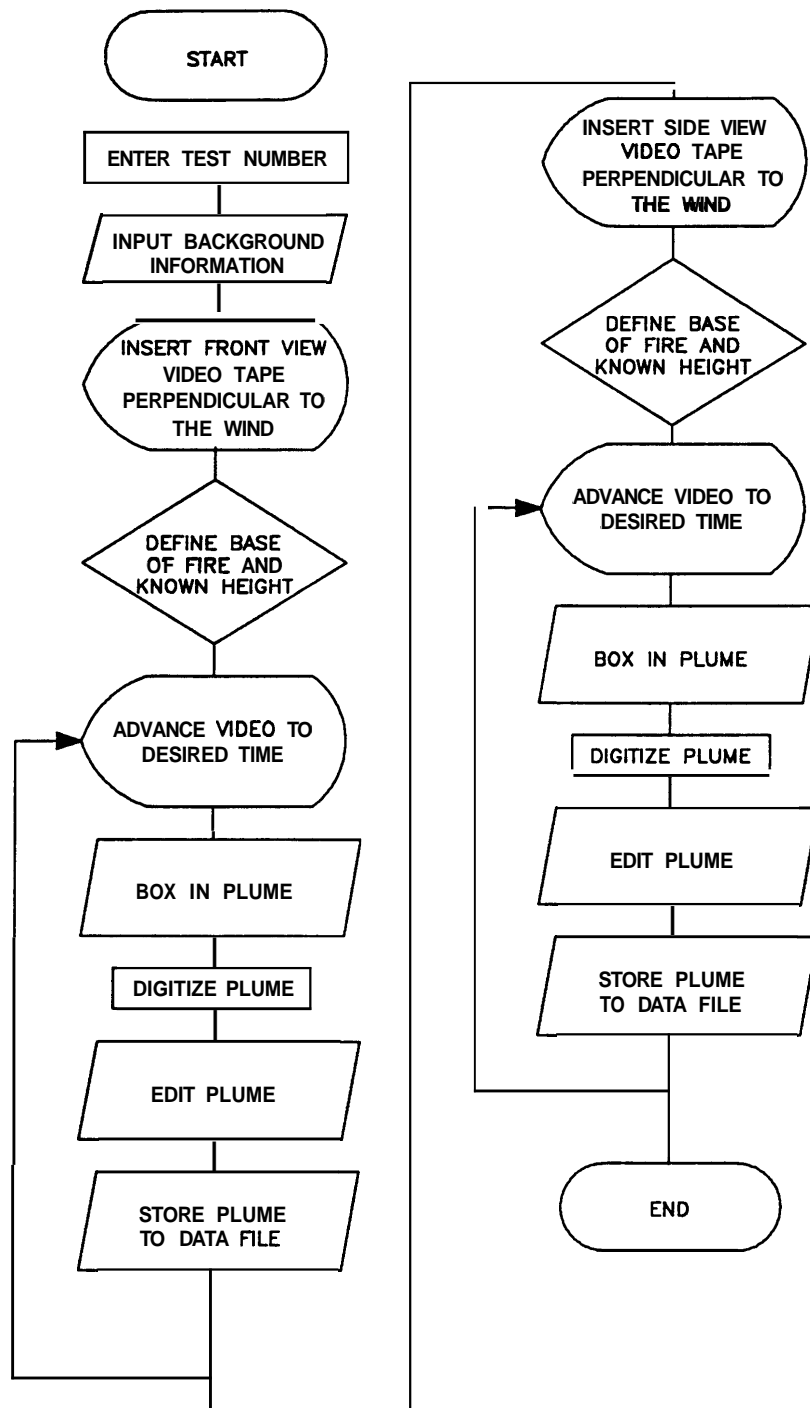 START
ENTER TEST NUMBER
INPUT BACKGROUND
INFORMATION
INSERT FRONT VIEW
VIDEO TAPE
PERPENDICULAR TO
THE WIND
DEFINE BASE
OF FIRE AND
KNOWN HEIGHT
ADVANCE VIDEO TO
DESIRED TIME
BOX IN PLUME
DIGITIZE PLUME
EDIT PLUME
STORE PLUME
TO DATA FILE
INSERT SIDE VIEW
VIDEO TAPE
PERPENDICULAR TO
THE WIND
DEFINE BASE
OF FIRE AND
KNOWN HEIGHT
ADVANCE VIDEO TO
DESIRED TIME
BOX IN PLUME
DIGITIZE PLUME
EDIT PLUME
STORE PLUME
TO DATA FILE
END